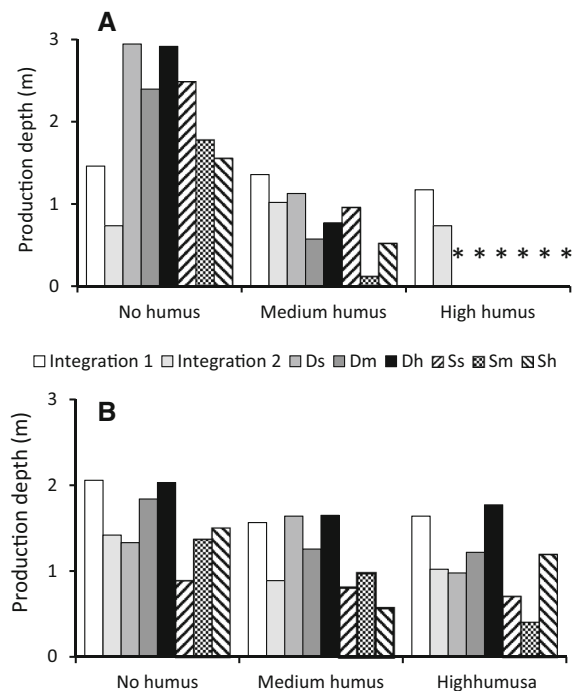 A
Production depth (m)
3
2
1
0
* * * * * *
No humus Medium humus High humus
Integration 1 Integration 2 Ds Dm Dh Ss Sm Sh
B
Production depth (m)
3
2
1
0
No humus Medium humus Highhumusa